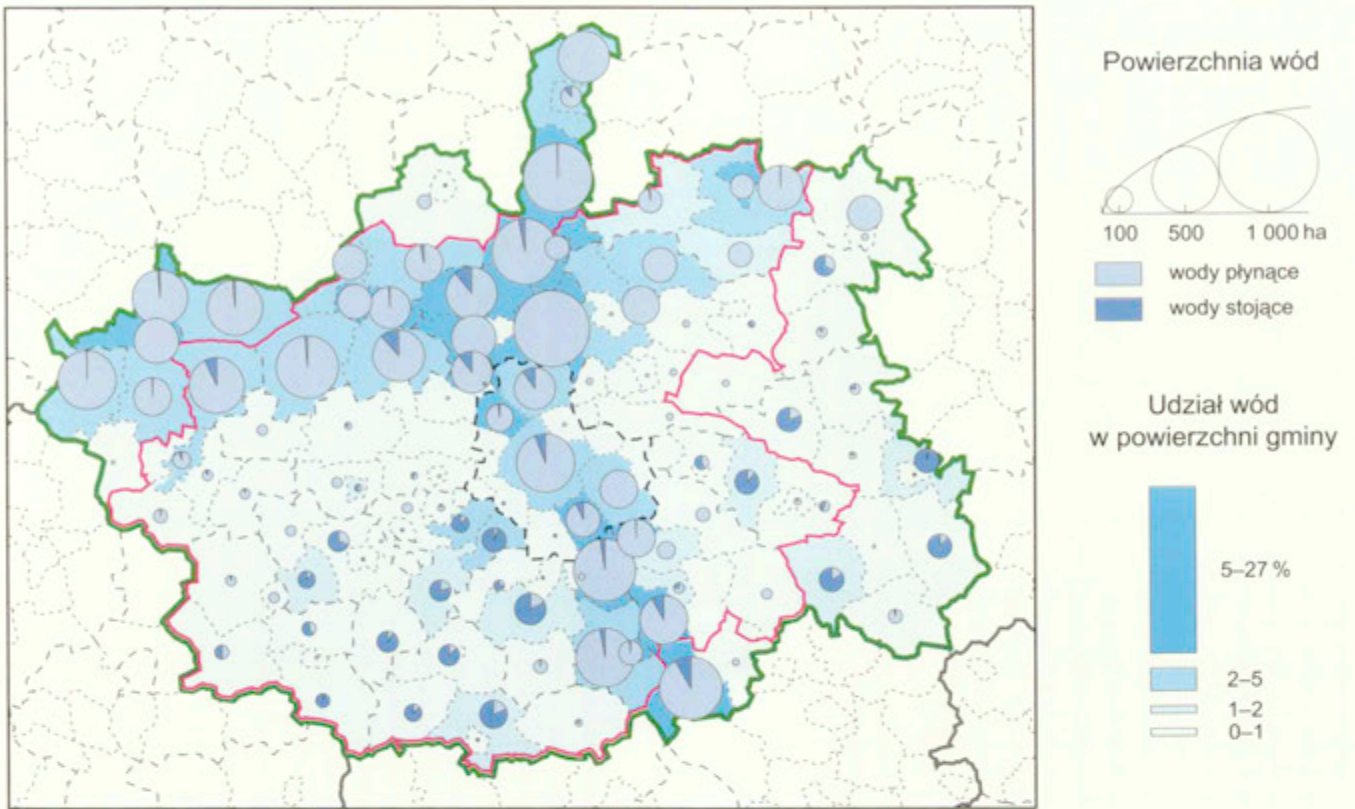 Powierzchnia wód
100 500 1 000 ha
wody płynące
wody stojące
Udział wód
w powierzchni gminy
5–27 %
2–5
1–2
0–1